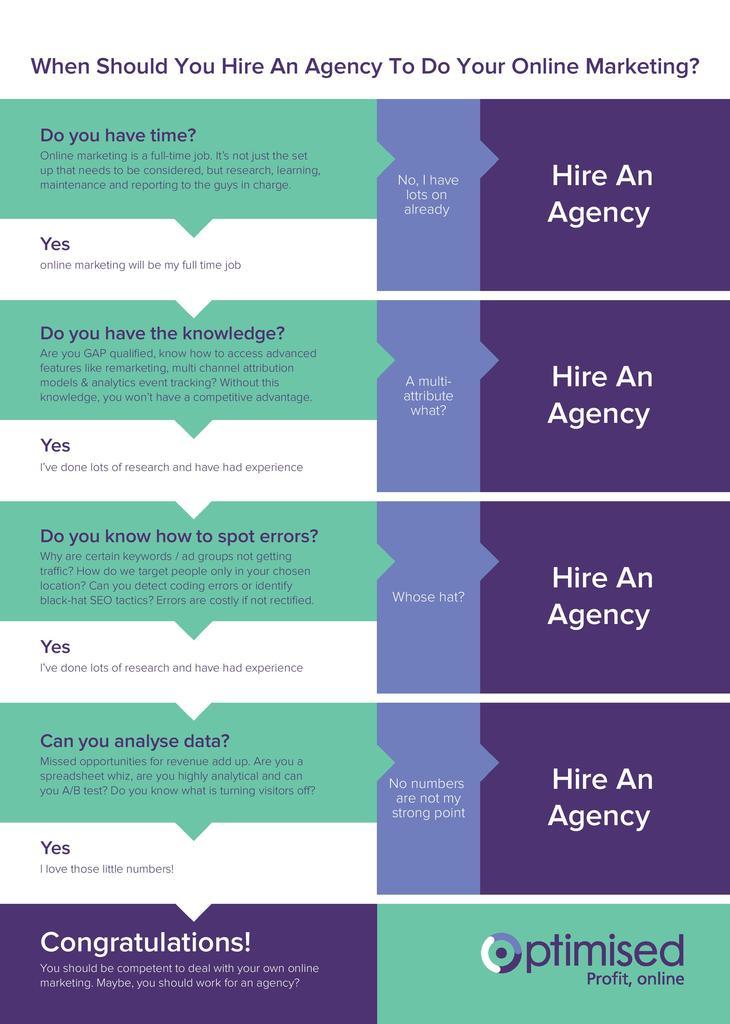 When Should You Hire An Agency To Do Your Online Marketing?
Do you have time?
Online marketing is a full-time job. It's not just the set
up that needs to be considered, but research, learning,
maintenance and reporting to the guys in charge.
No, I have
lots on
already
Hire An
Agency
Yes
online marketing will be my full time job
Do you have the knowledge?
Are you GAP qualified, know how to access advanced
features like remarketing, multi channel attribution
models & analytics event tracking? Without this
knowledge, you won't have a competitive advantage.
A multi-
attribute
what?
Hire An
Agency
Yes
I've done lots of research and have had experience
Do you know how to spot errors?
Why are certain keywords / ad groups not getting
traffic? How do we target people only in your chosen
location? Can you detect coding errors or identify
black-hat SEO tactics? Errors are costly if not rectified.
Whose hat?
Hire An
Agency
Yes
I've done lots of research and have had experience
Can you analyse data?
Missed opportunities for revenue add up. Are you a
spreadsheet whiz, are you highly analytical and can
you A/B test? Do you know what is turning visitors off?
No numbers
are not my
strong point
Hire An
Agency
Yes
I love those little numbers!
Congratulations!
You should be competent to deal with your own online
marketing. Maybe, you should work for an agency?
Optimised
Profit, online